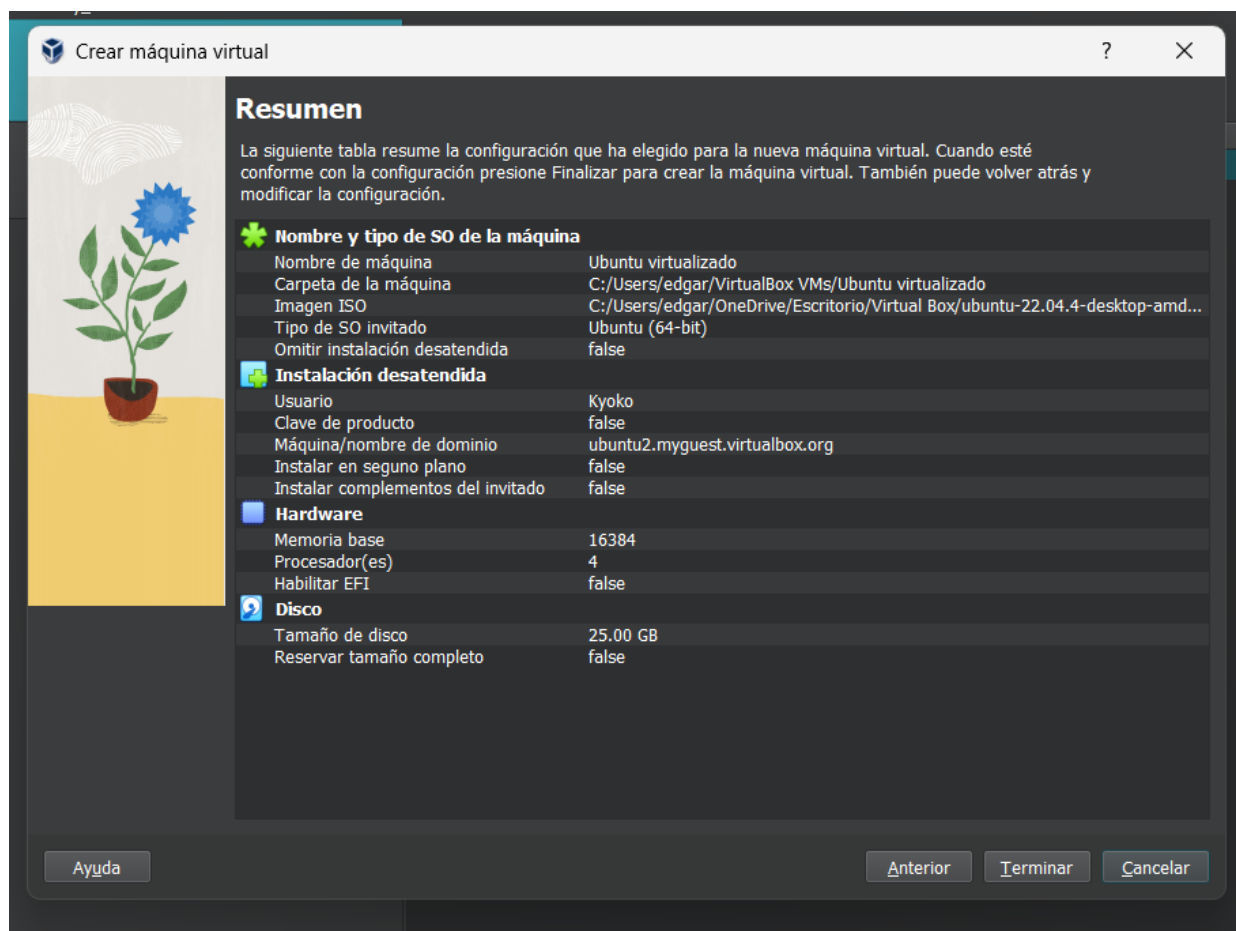 Crear máquina virtual
?
Resumen
La siguiente tabla resume la configuración que ha elegido para la nueva máquina virtual. Cuando esté
conforme con la configuración presione Finalizar para crear la máquina virtual. También puede volver atrás y
modificar la configuración.
Nombre y tipo de SO de la máquina
Nombre de máquina Ubuntu virtualizado
Carpeta de la máquina C:/Users/edgar/VirtualBox VMs/Ubuntu virtualizado
Imagen ISO C:/Users/edgar/OneDrive/Escritorio/Virtual Box/ubuntu-22.04.4-desktop-amd...
Tipo de SO invitado Ubuntu (64-bit)
Omitir instalación desatendida false
Instalación desatendida
Usuario Kyoko
Clave de producto false
Máquina/nombre de dominio ubuntu2.myguest.virtualbox.org
Instalar en seguno plano false
Instalar complementos del invitado false
Hardware
Memoria base 16384
Procesador(es) 4
Habilitar EFI false
Disco
Tamaño de disco 25.00 GB
Reservar tamaño completo false
Ayuda Anterior Terminar Cancelar